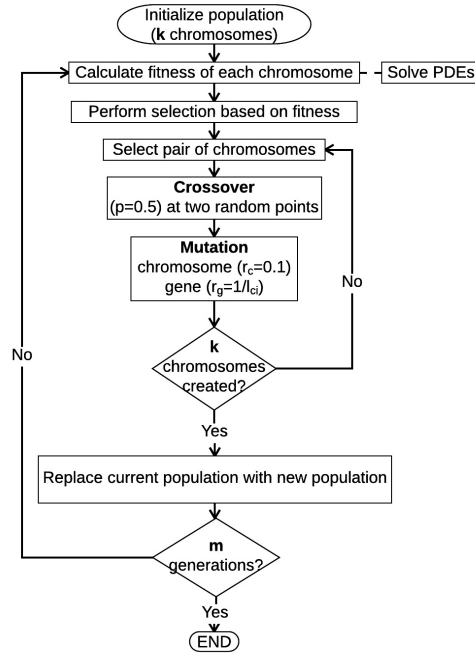 Initialize population
(k chromosomes)
Calculate fitness of each chromosome
Solve PDEs
Perform selection based on fitness
Select pair of chromosomes
Crossover
(p=0.5) at two random points
Mutation
chromosome (rc=0.1)
gene (rg=1/lci)
No
k
chromosomes
created?
No
Yes
Replace current population with new population
m
generations?
Yes
END